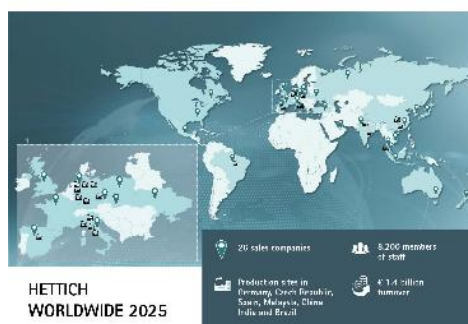 26 sales companies
8.200 members
of staff
Production sites in
Germany, Czech Republic,
Spain, Malaysia, China
India and Brazil
€ 1.4 billion
turnover
HETTICH
WORLDWIDE 2025